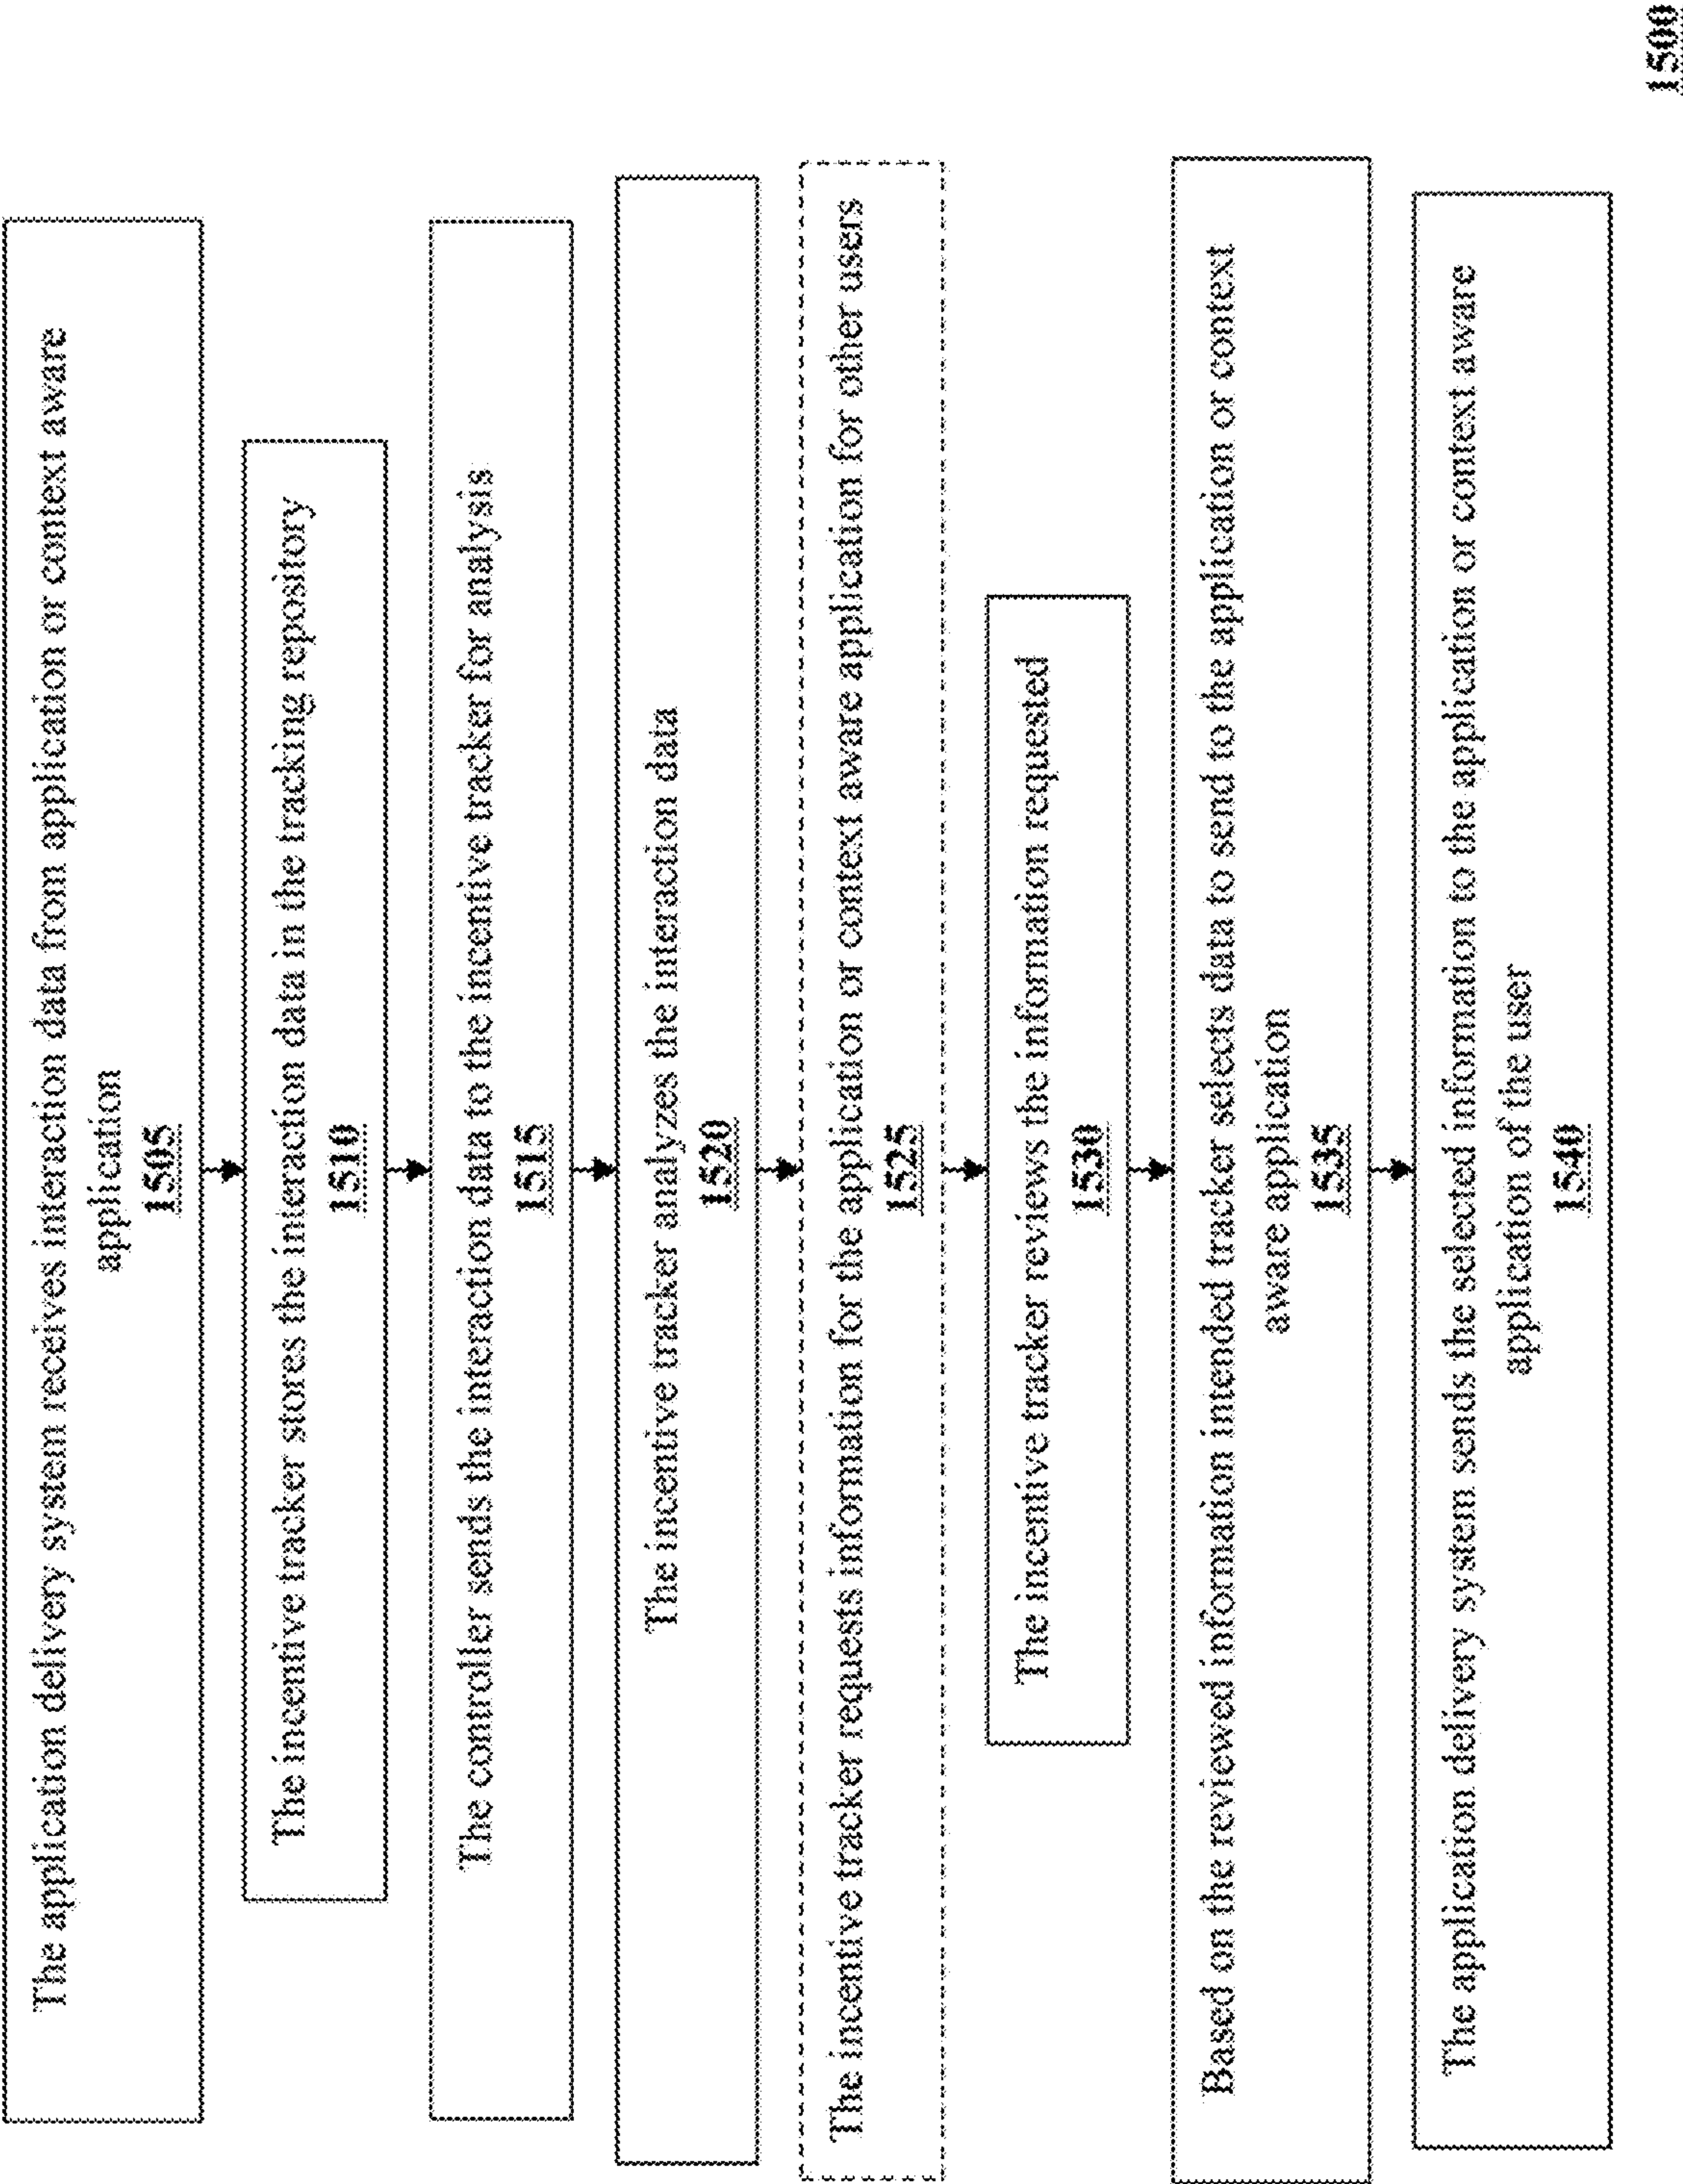 The application delivery system receives interaction data from application or context aware
application
1505
The incentive tracker stores the interaction data in the tracking repository
1510
The controller sends the interaction data to the incentive tracker for analysis
1515
The incentive tracker analyzes the interaction data
1520
The incentive tracker requests information for the application or context aware application for other users
1525
The incentive tracker reviews the information requested
1530
Based on the reviewed information intended tracker selects data to send to the application or context
aware application
1535
The application delivery system sends the selected information to the application or context aware
application of the user
1540
1500